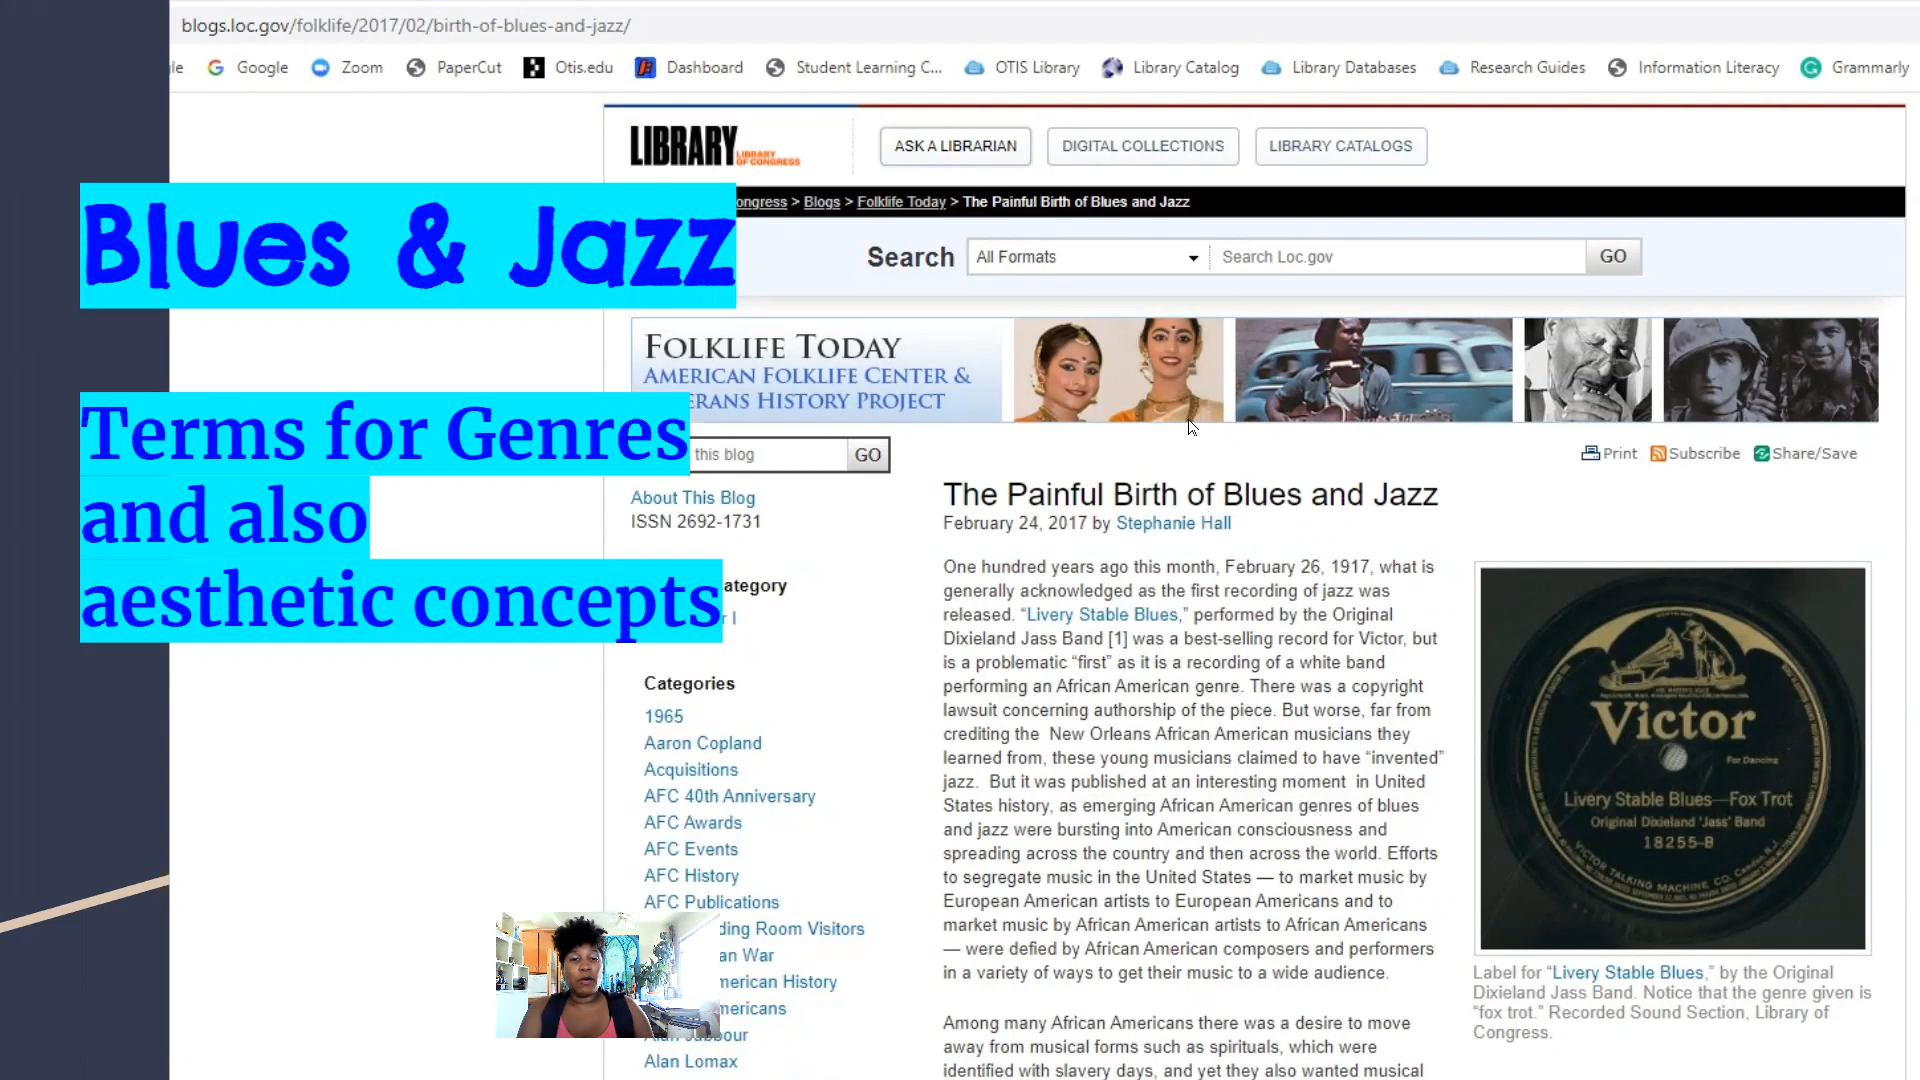 blogs.loc.gov/folklife/2017/02/birth-of-blues-and-jazz/
le Google Zoom PaperCut Otis.edu Dashboard Student Learning C... OTIS Library Library Catalog Library Databases Research Guides Information Literacy Grammarly
LIBRARY LIBRARY OF CONGRESS
ASK A LIBRARIAN DIGITAL COLLECTIONS LIBRARY CATALOGS
ongress > Blogs > Folklife Today > The Painful Birth of Blues and Jazz
Blues & Jazz
Search All Formats Search Loc.gov GO
FOLKLIFE TODAY
AMERICAN FOLKLIFE CENTER &
ERANS HISTORY PROJECT
Terms for Genres
and also
aesthetic concepts
this blog GO
Print Subscribe Share/Save
About This Blog
ISSN 2692-1731
ategory
Categories
1965
Aaron Copland
Acquisitions
AFC 40th Anniversary
AFC Awards
AFC Events
AFC History
AFC Publications
ding Room Visitors
an War
merican History
mericans
Alan Jabbour
Alan Lomax
The Painful Birth of Blues and Jazz
February 24, 2017 by Stephanie Hall
One hundred years ago this month, February 26, 1917, what is
generally acknowledged as the first recording of jazz was
released. “Livery Stable Blues,” performed by the Original
Dixieland Jass Band [1] was a best-selling record for Victor, but
is a problematic “first” as it is a recording of a white band
performing an African American genre. There was a copyright
lawsuit concerning authorship of the piece. But worse, far from
crediting the New Orleans African American musicians they
learned from, these young musicians claimed to have “invented”
jazz. But it was published at an interesting moment in United
States history, as emerging African American genres of blues
and jazz were bursting into American consciousness and
spreading across the country and then across the world. Efforts
to segregate music in the United States — to market music by
European American artists to European Americans and to
market music by African American artists to African Americans
— were defied by African American composers and performers
in a variety of ways to get their music to a wide audience.
Among many African Americans there was a desire to move
away from musical forms such as spirituals, which were
identified with slavery days, and yet they also wanted musical
Victor
For Dancing
Livery Stable Blues—Fox Trot
Original Dixieland 'Jass' Band
18255-B
VICTOR TALKING MACHINE CO. Camden, N.J.
Label for “Livery Stable Blues,” by the Original
Dixieland Jass Band. Notice that the genre given is
“fox trot.” Recorded Sound Section, Library of
Congress.